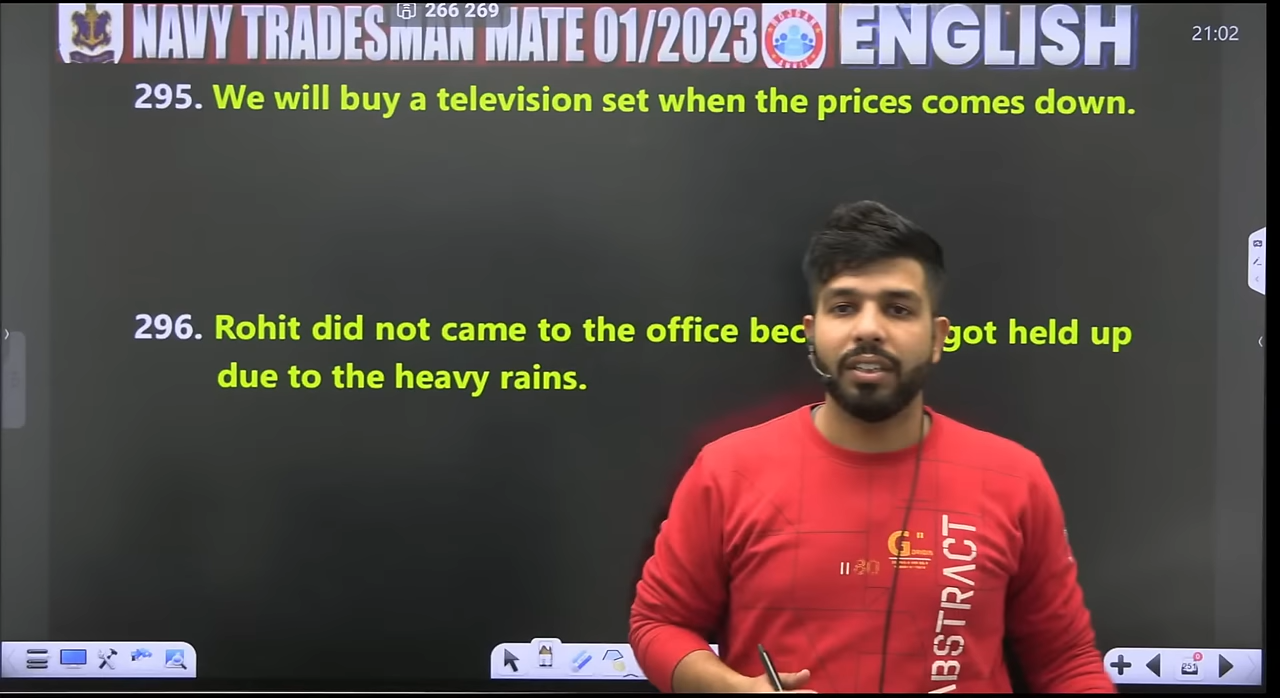 266 269
NAVY TRADESMAN MATE 01/2023 ENGLISH
21:02
295. We will buy a television set when the prices comes down.
296. Rohit did not came to the office bec got held up
due to the heavy rains.
G
ABSTRACT
251